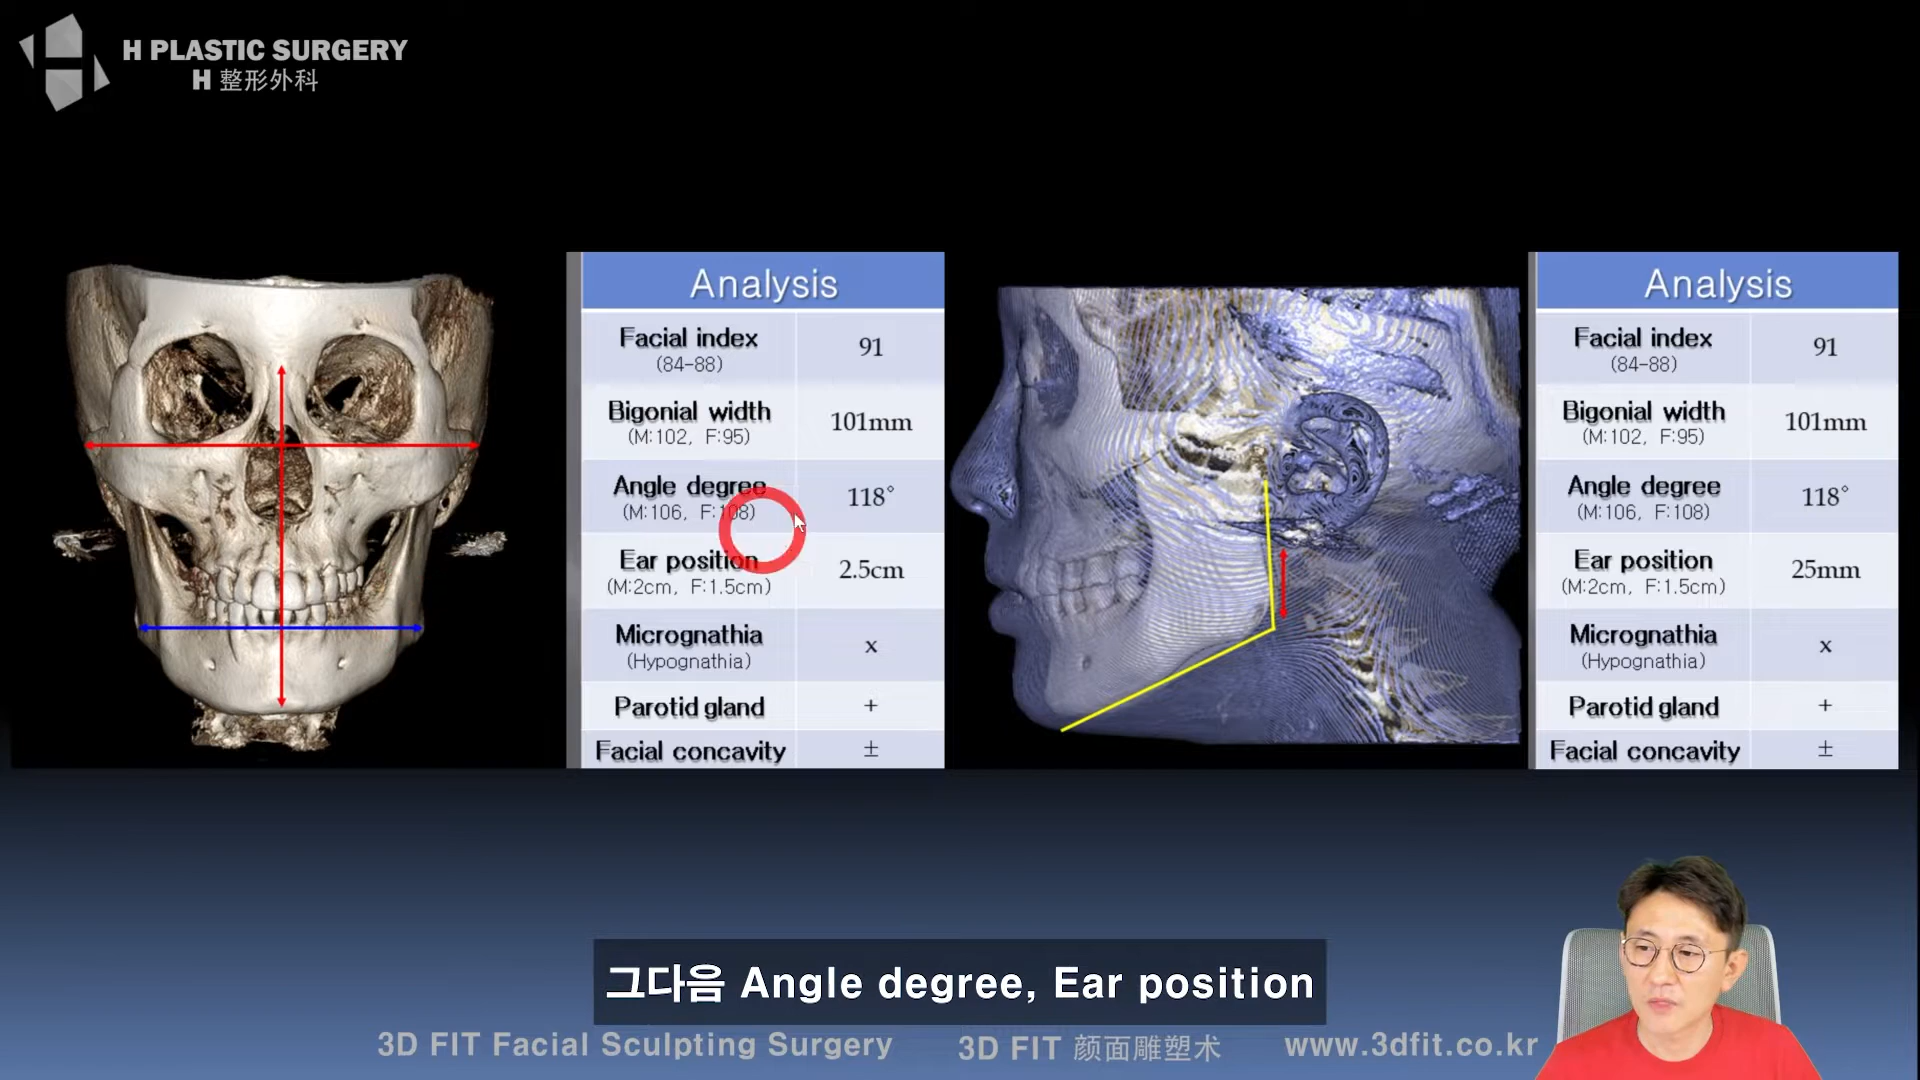 H PLASTIC SURGERY
H 整形外科
Analysis
Facial index
(84-88)
91
Bigonial width
(M:102, F:95)
101mm
Angle degree
(M:106, F:108)
118°
Ear position
(M:2cm, F:1.5cm)
2.5cm
Micrognathia
(Hypognathia)
x
Parotid gland
+
Facial concavity
±
Analysis
Facial index
(84-88)
91
Bigonial width
(M:102, F:95)
101mm
Angle degree
(M:106, F:108)
118°
Ear position
(M:2cm, F:1.5cm)
25mm
Micrognathia
(Hypognathia)
x
Parotid gland
+
Facial concavity
±
그다음 Angle degree, Ear position
3D FIT Facial Sculpting Surgery
3D FIT 颜面雕塑术
www.3dfit.co.kr